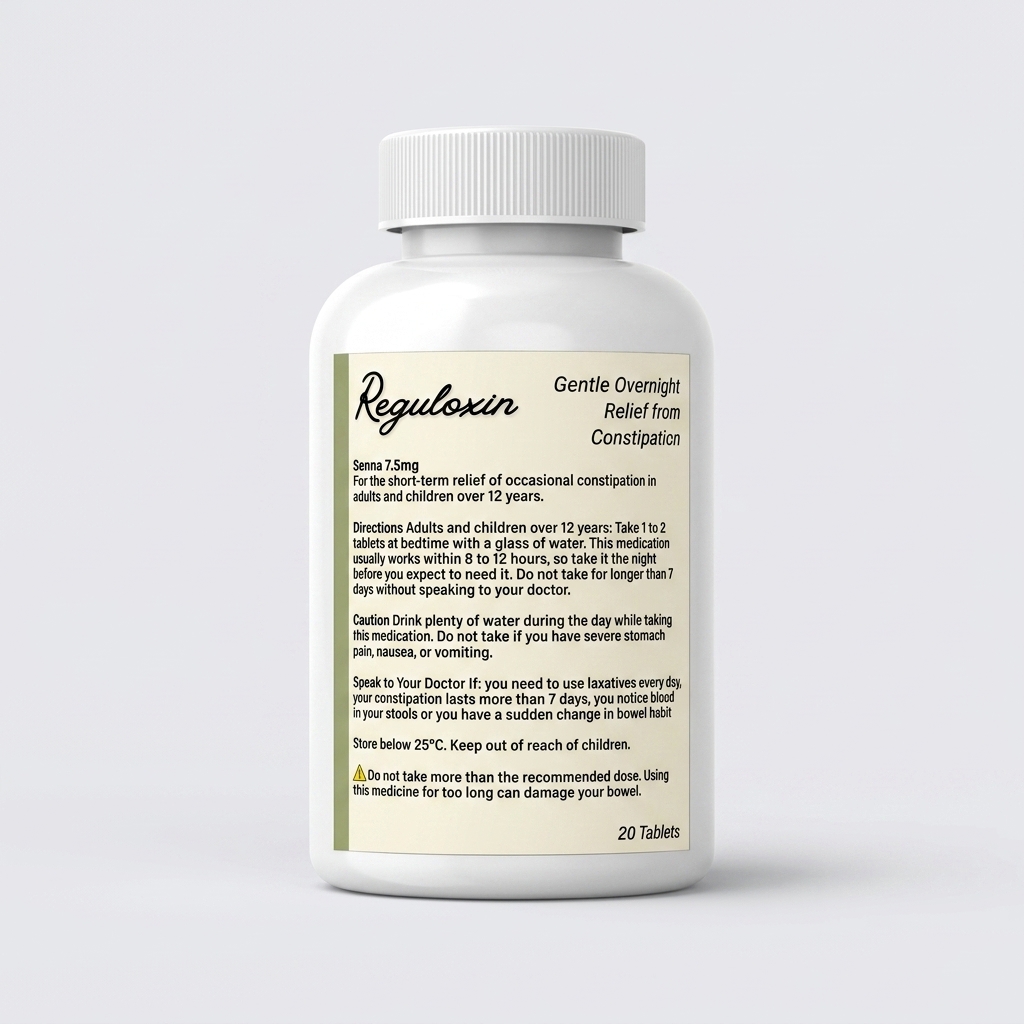 Reguloxin
Gentle Overnight
Relief from
Constipaticn
Senna 7.5mg
For the short-term relief of occasional constipation in
adults and children over 12 years.
Directions Adults and children over 12 years: Take 1 to 2
tablets at bedtime with a glass of water. This medication
usually works within 8 to 12 hours, so take it the night
before you expect to need it. Do not take for longer than 7
days without speaking to your doctor.
Caution Drink plenty of water during the day while taking
this medication. Do not take if you have severe stomach
pain, nausea, or vomiting.
Speak to Your Doctor If: you need to use laxatives every dsy,
your constipation lasts more than 7 days, you notice blood
in your stools or you have a sudden change in bowel habit
Store below 25°C. Keep out of reach of children.
⚠Do not take more than the recommended dose. Using
this medicine for too long can damage your bowel.
20 Tablets